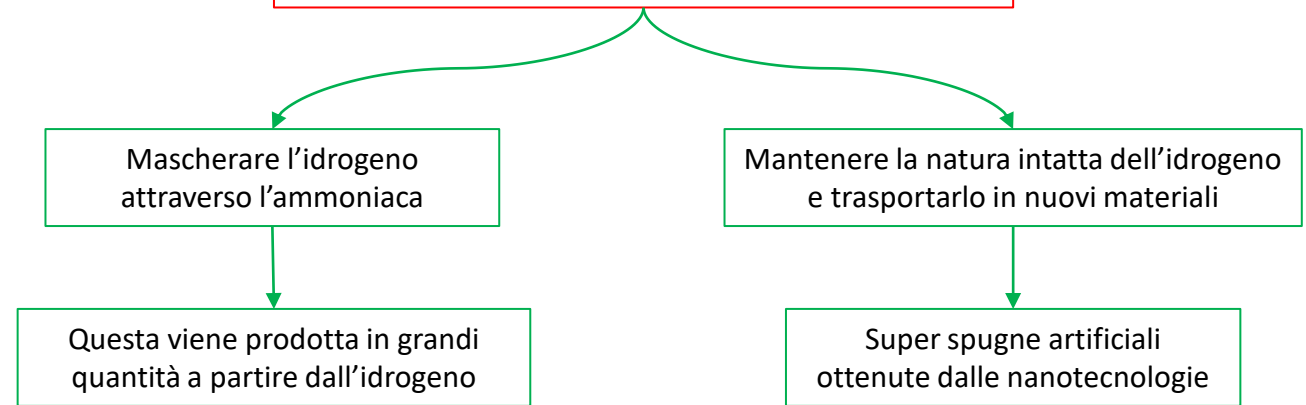 Mascherare l’idrogeno
attraverso l’ammoniaca
Mantenere la natura intatta dell’idrogeno
e trasportarlo in nuovi materiali
Questa viene prodotta in grandi
quantità a partire dall’idrogeno
Super spugne artificiali
ottenute dalle nanotecnologie